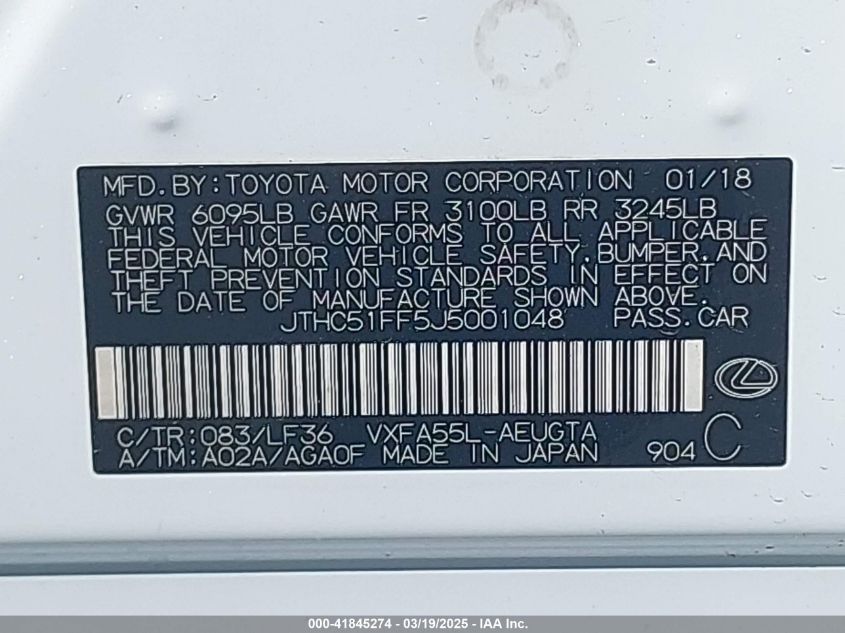 MFD. BY: TOYOTA MOTOR CORPORATION 01/18
GVWR 6095LB GAWR FR 3100LB RR 3245LB
THIS VEHICLE CONFORMS TO ALL APPLICABLE
FEDERAL MOTOR VEHICLE SAFETY, BUMPER, AND
THEFT PREVENTION STANDARDS IN EFFECT ON
THE DATE OF MANUFACTURE SHOWN ABOVE.
JTHC51FF5J5001048 PASS. CAR
C/TR: 083/LF36 VXFA55L-AEUGTA
A/TM: A02A/AGA0F MADE IN JAPAN 904 C
000-41845274 - 03/19/2025 - IAA Inc.